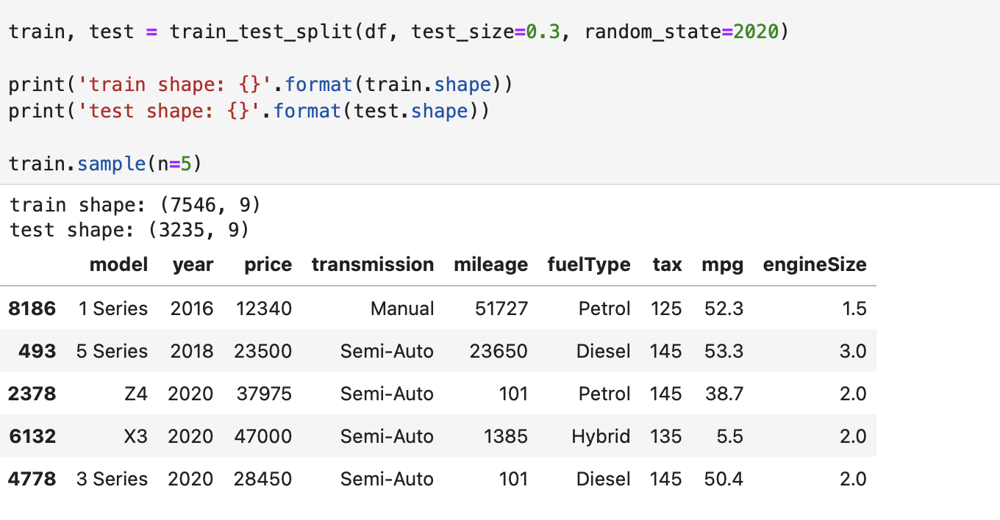 train, test = train_test_split(df, test_size=0.3, random_state=2020)
print('train shape: {}'.format(train.shape))
print('test shape: {}'.format(test.shape))
train.sample(n=5)
train shape: (7546, 9)
test shape: (3235, 9)
model year price transmission mileage fuelType tax mpg engineSize
8186 1 Series 2016 12340 Manual 51727 Petrol 125 52.3 1.5
493 5 Series 2018 23500 Semi-Auto 23650 Diesel 145 53.3 3.0
2378 Z4 2020 37975 Semi-Auto 101 Petrol 145 38.7 2.0
6132 X3 2020 47000 Semi-Auto 1385 Hybrid 135 5.5 2.0
4778 3 Series 2020 28450 Semi-Auto 101 Diesel 145 50.4 2.0